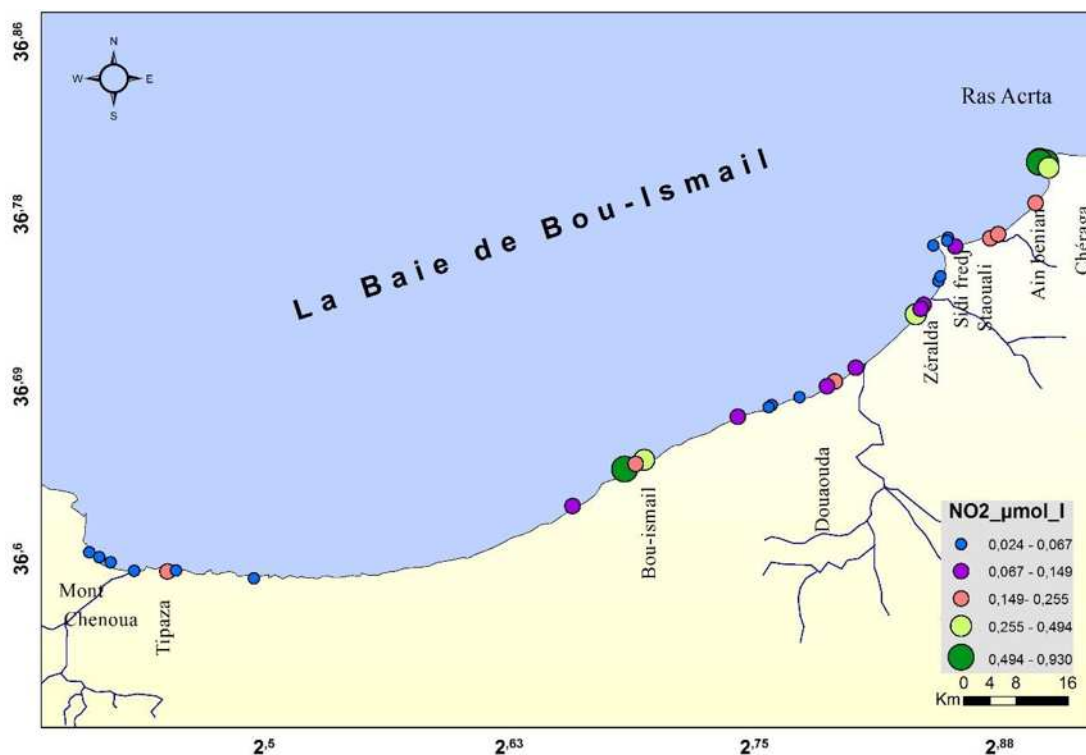 36,86
36,78
36,69
36,6
N
W
E
S
Ras Acrta
La Baie de Bou-Ismail
Chéraga
Ain benian
Staouali
Sidi fredj
Zéralda
Douaouda
Bou-ismail
Tipaza
Mont
Chenoua
NO2_µmol_l
0,024 - 0,067
0,067 - 0,149
0,149- 0,255
0,255 - 0,494
0,494 - 0,930
0 4 8 16
Km
2,5
2,63
2,75
2,88